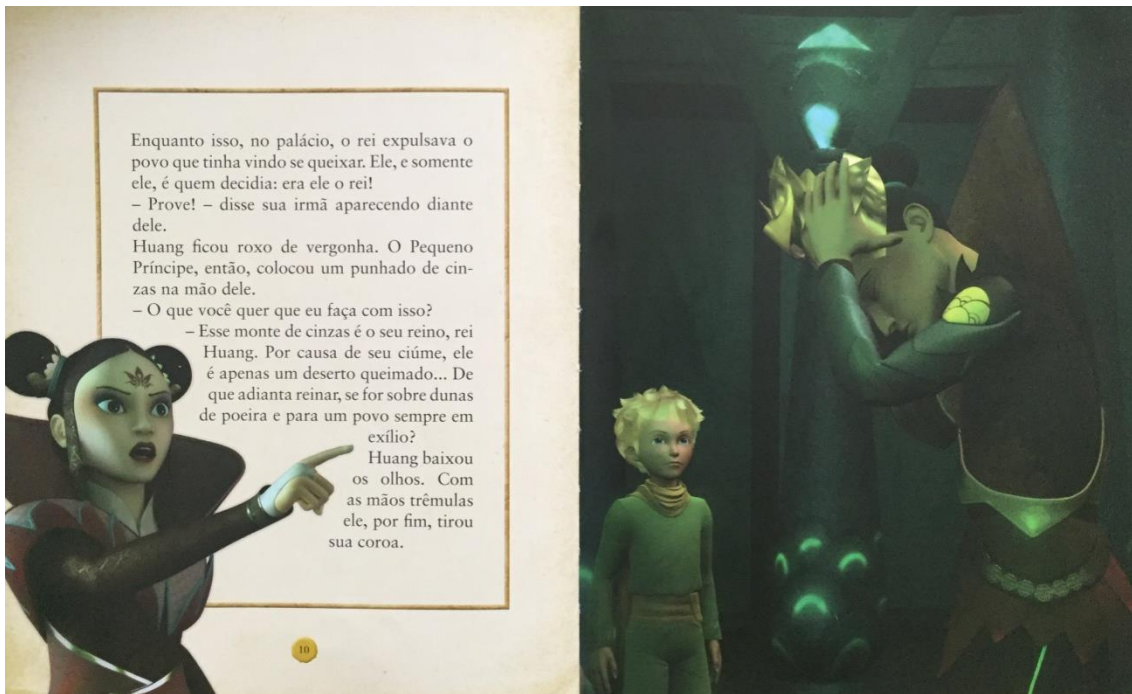 Enquanto isso, no palácio, o rei expulsava o
povo que tinha vindo se queixar. Ele, e somente
ele, é quem decidia: era ele o rei!
– Prove! – disse sua irmã aparecendo diante
dele.
Huang ficou roxo de vergonha. O Pequeno
Príncipe, então, colocou um punhado de cin-
zas na mão dele.
– O que você quer que eu faça com isso?
– Esse monte de cinzas é o seu reino, rei
Huang. Por causa de seu ciúme, ele
é apenas um deserto queimado... De
que adianta reinar, se for sobre dunas
de poeira e para um povo sempre em
exílio?
Huang baixou
os olhos. Com
as mãos trêmulas
ele, por fim, tirou
sua coroa.
10